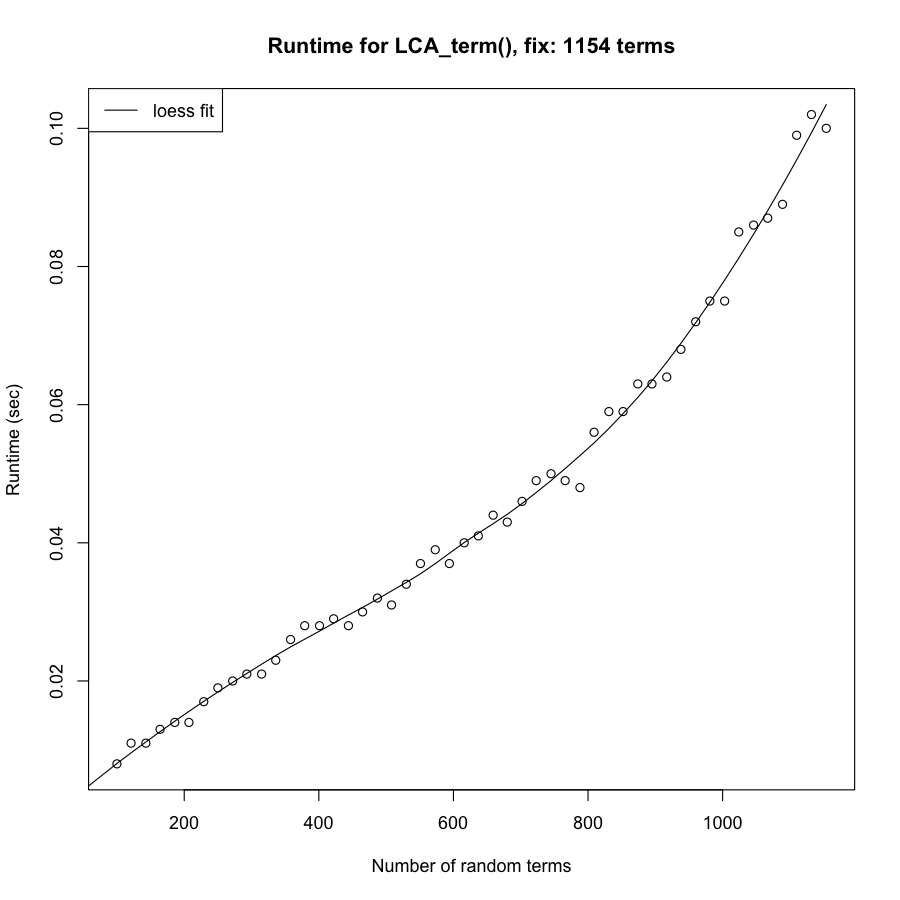 Runtime for LCA_term(), fix: 1154 terms
loess fit
0.10
0.08
0.06
0.04
0.02
Runtime (sec)
200 400 600 800 1000
Number of random terms